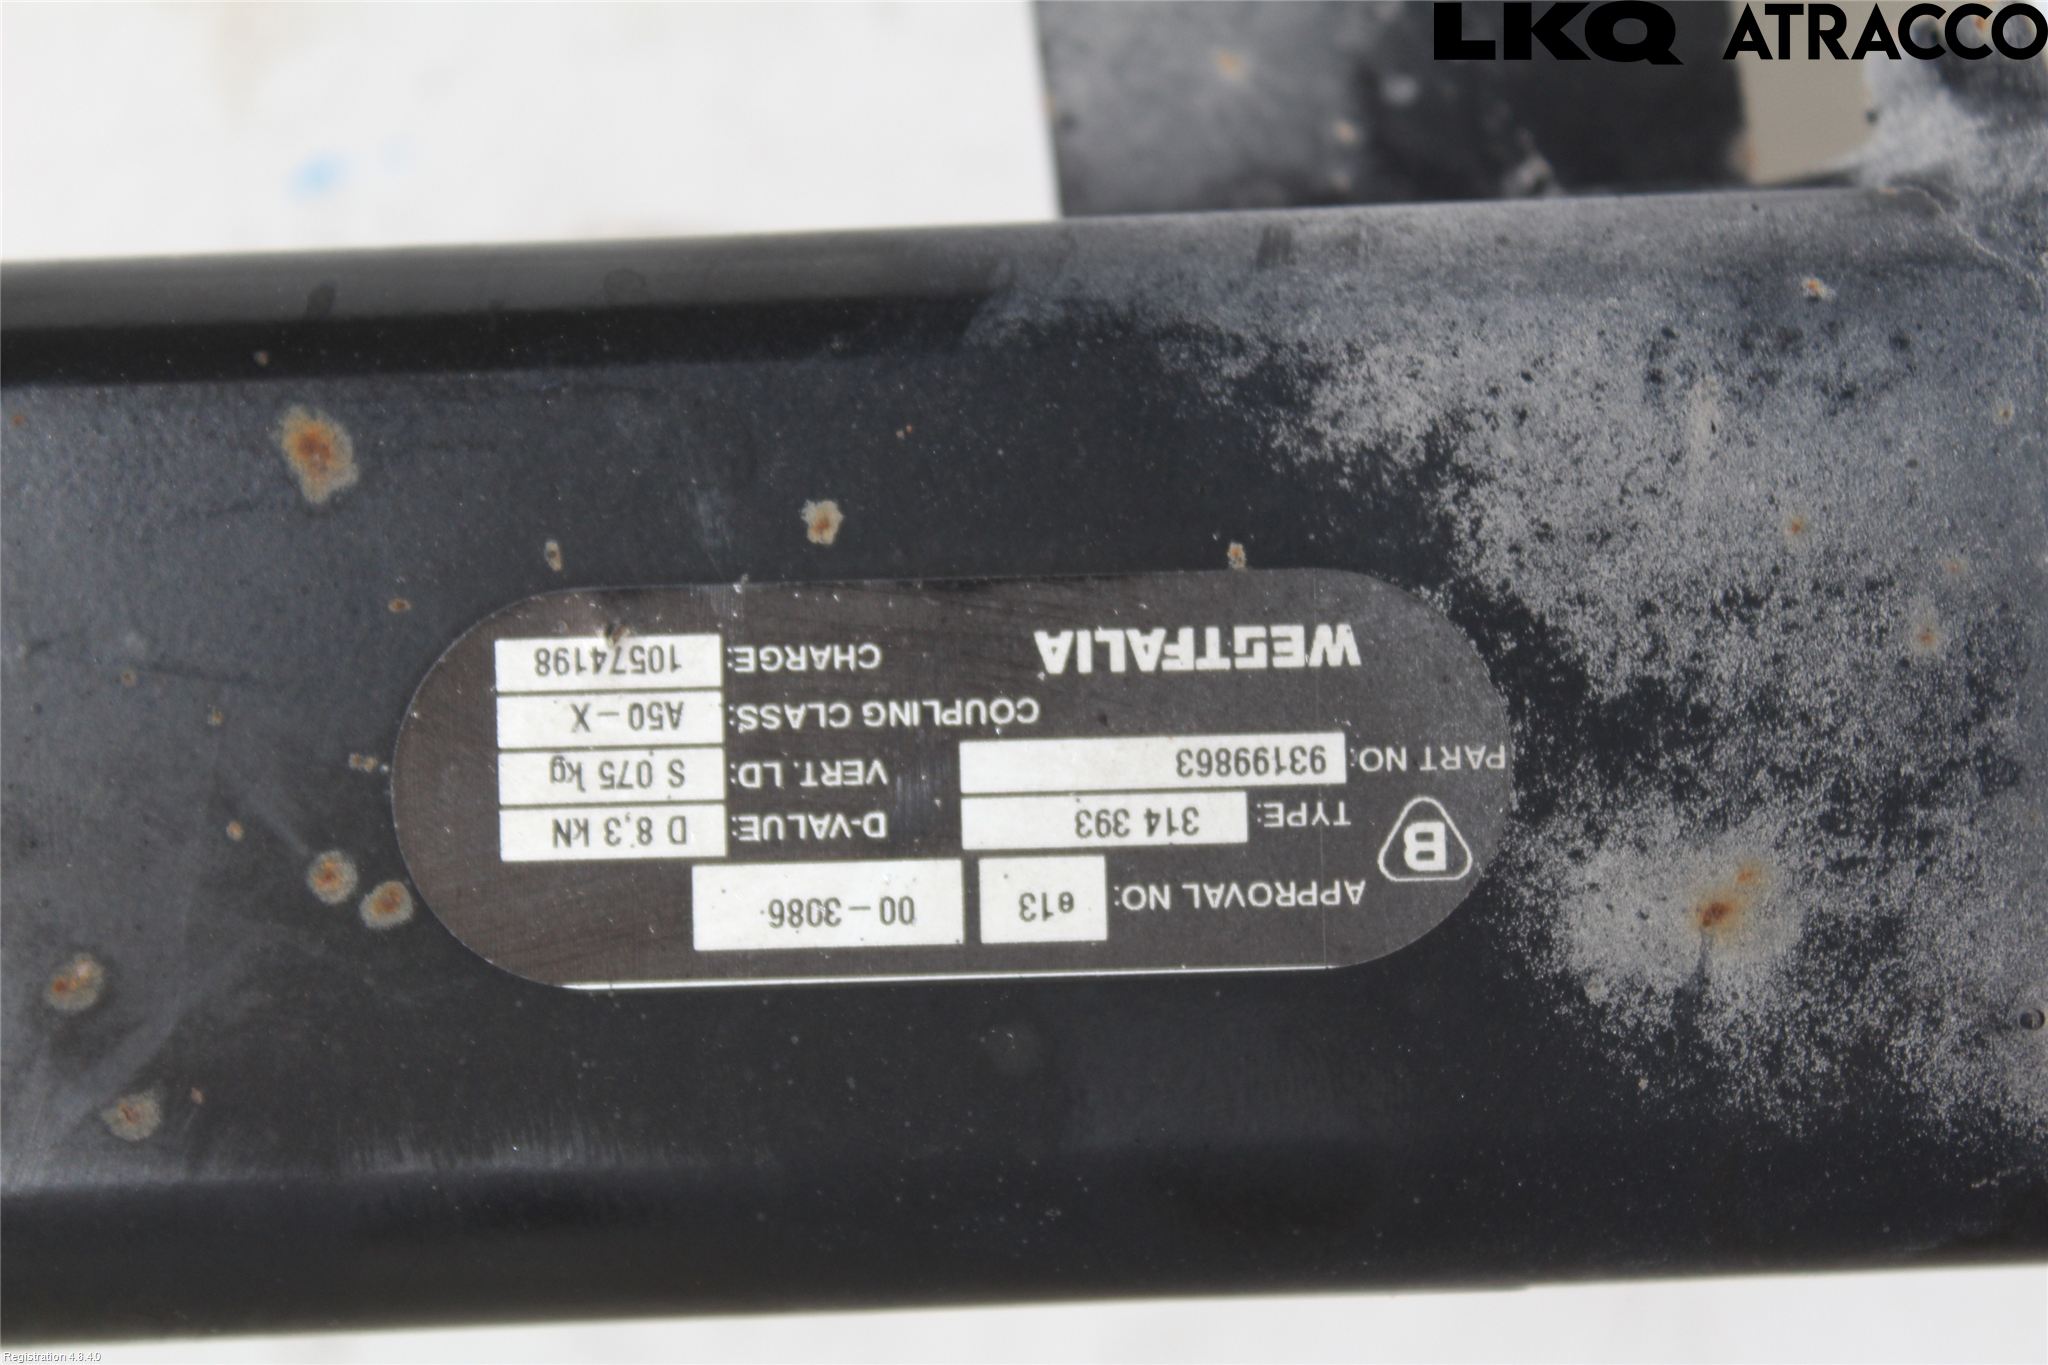 LKQ ATRACCO
APPROVAL NO: e13 00-3086
B
TYPE: 314 393 D-VALUE: D 8,3 kN
PART NO: 93199863 VERT. LD: S 075 kg
COUPLING CLASS: A50-X
WESTFALIA CHARGE: 10574198
Registration 4.8.4.0